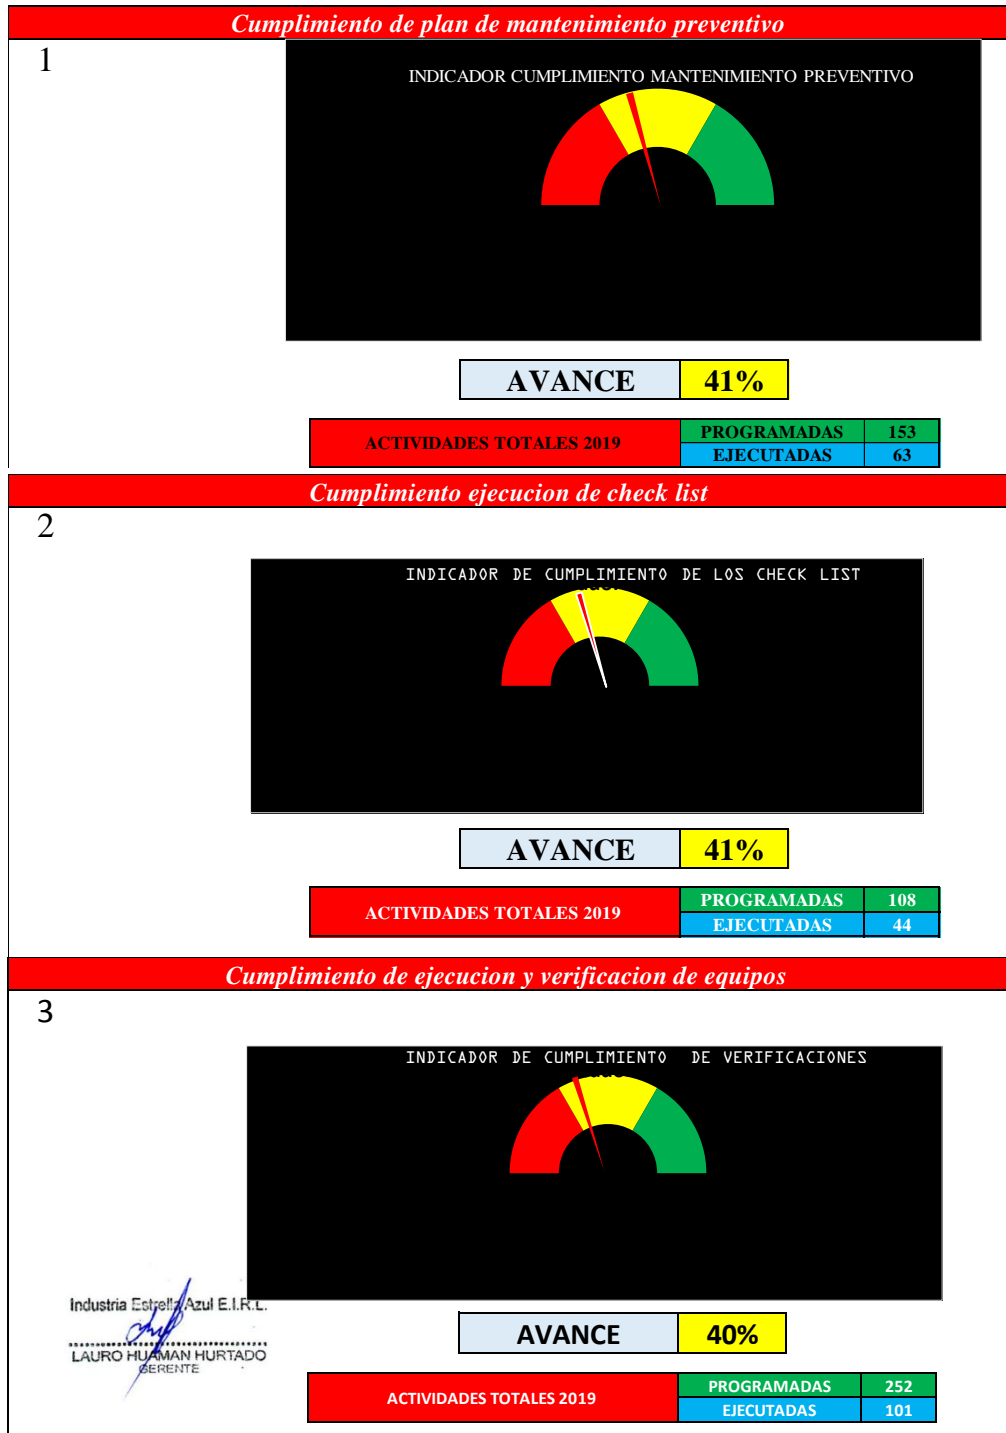 Cumplimiento de plan de mantenimiento preventivo
1
INDICADOR CUMPLIMIENTO MANTENIMIENTO PREVENTIVO
AVANCE 41%
ACTIVIDADES TOTALES 2019
PROGRAMADAS 153
EJECUTADAS 63
Cumplimiento ejecucion de check list
2
INDICADOR DE CUMPLIMIENTO DE LOS CHECK LIST
AVANCE 41%
ACTIVIDADES TOTALES 2019
PROGRAMADAS 108
EJECUTADAS 44
Cumplimiento de ejecucion y verificacion de equipos
3
INDICADOR DE CUMPLIMIENTO DE VERIFICACIONES
Industria Estrella Azul E.I.R.L.
LAURO HUAMAN HURTADO
GERENTE
AVANCE 40%
ACTIVIDADES TOTALES 2019
PROGRAMADAS 252
EJECUTADAS 101